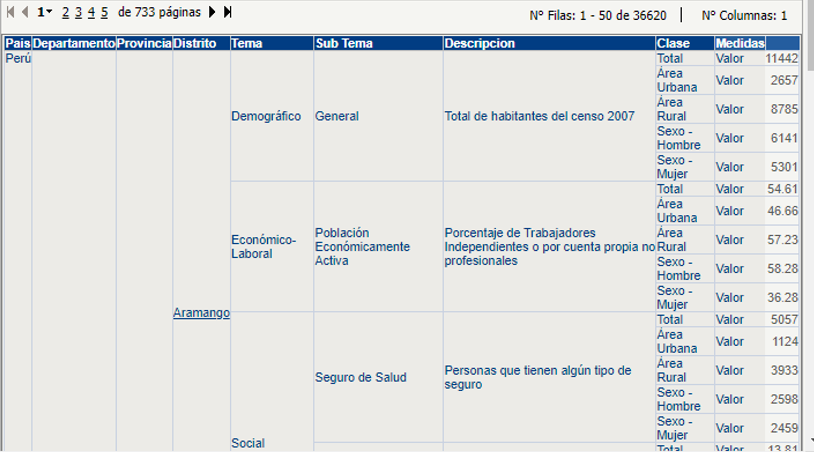 1 2 3 4 5 de 733 páginas N° Filas: 1 - 50 de 36620 | N° Columnas: 1
Pais Departamento Provincia Distrito Tema Sub Tema Descripcion Clase Medidas
Perú
Aramango
Demográfico General Total de habitantes del censo 2007
Total Valor 11442
Área
Urbana Valor 2657
Área
Rural Valor 8785
Sexo -
Hombre Valor 6141
Sexo -
Mujer Valor 5301
Económico-
Laboral
Población
Económicamente
Activa
Porcentaje de Trabajadores
Independientes o por cuenta propia no
profesionales
Total Valor 54.61
Área
Urbana Valor 46.66
Área
Rural Valor 57.23
Sexo -
Hombre Valor 58.28
Sexo -
Mujer Valor 36.28
Social
Seguro de Salud
Personas que tienen algún tipo de
seguro
Total Valor 5057
Área
Urbana Valor 1124
Área
Rural Valor 3933
Sexo -
Hombre Valor 2598
Sexo -
Mujer Valor 2459
Total Valor 13.81